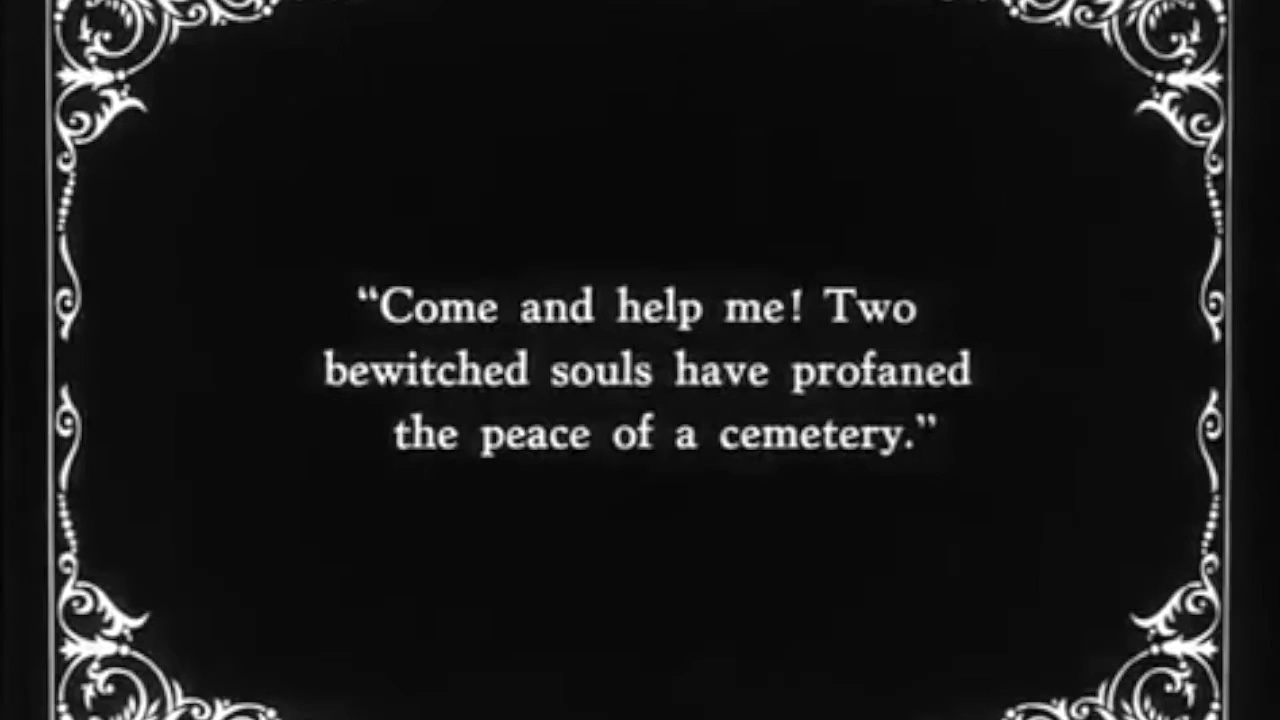 “Come and help me! Two
bewitched souls have profaned
the peace of a cemetery.”